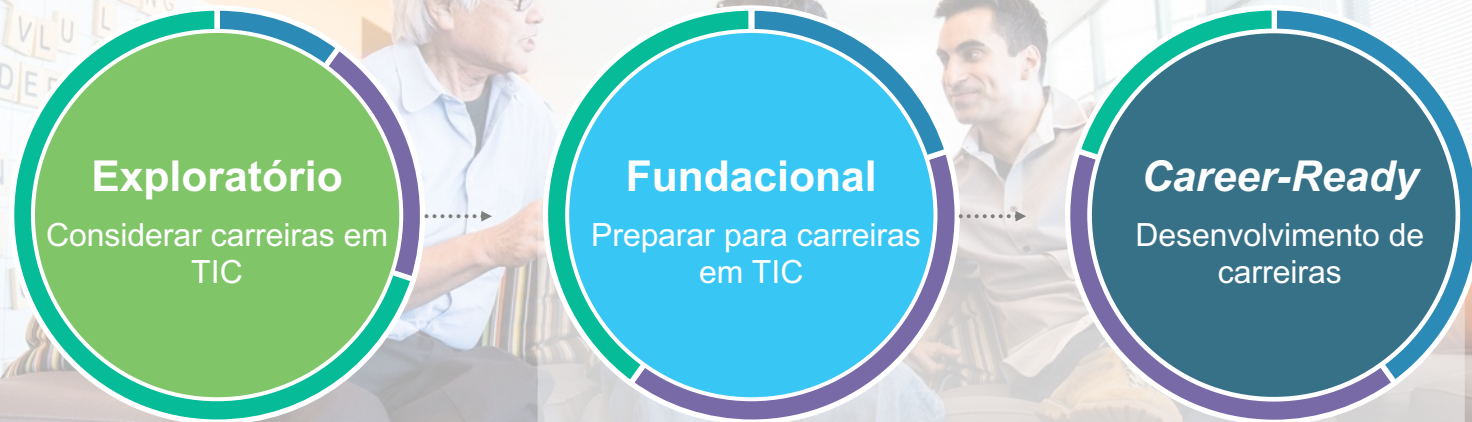 Exploratório
Considerar carreiras em
TIC
Fundacional
Preparar para carreiras
em TIC
Career-Ready
Desenvolvimento de
carreiras